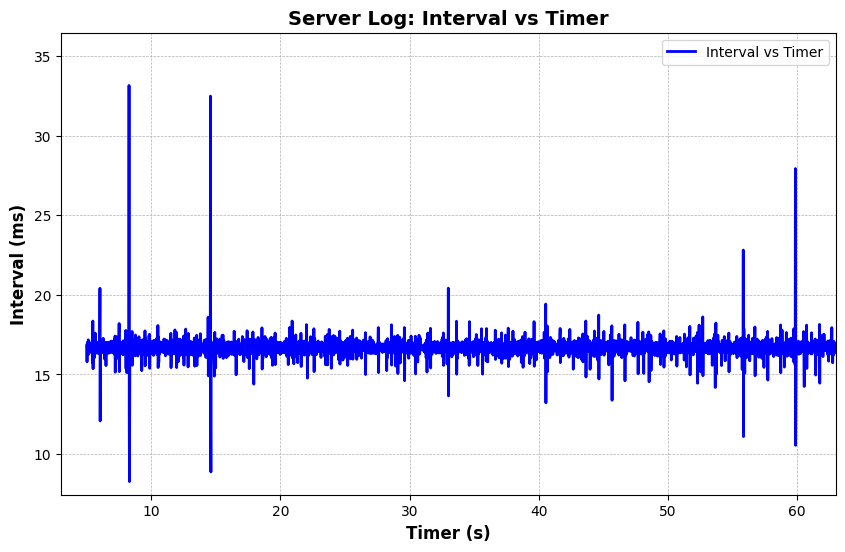 Server Log: Interval vs Timer
Interval vs Timer
35
30
25
20
15
10
Interval (ms)
10 20 30 40 50 60
Timer (s)